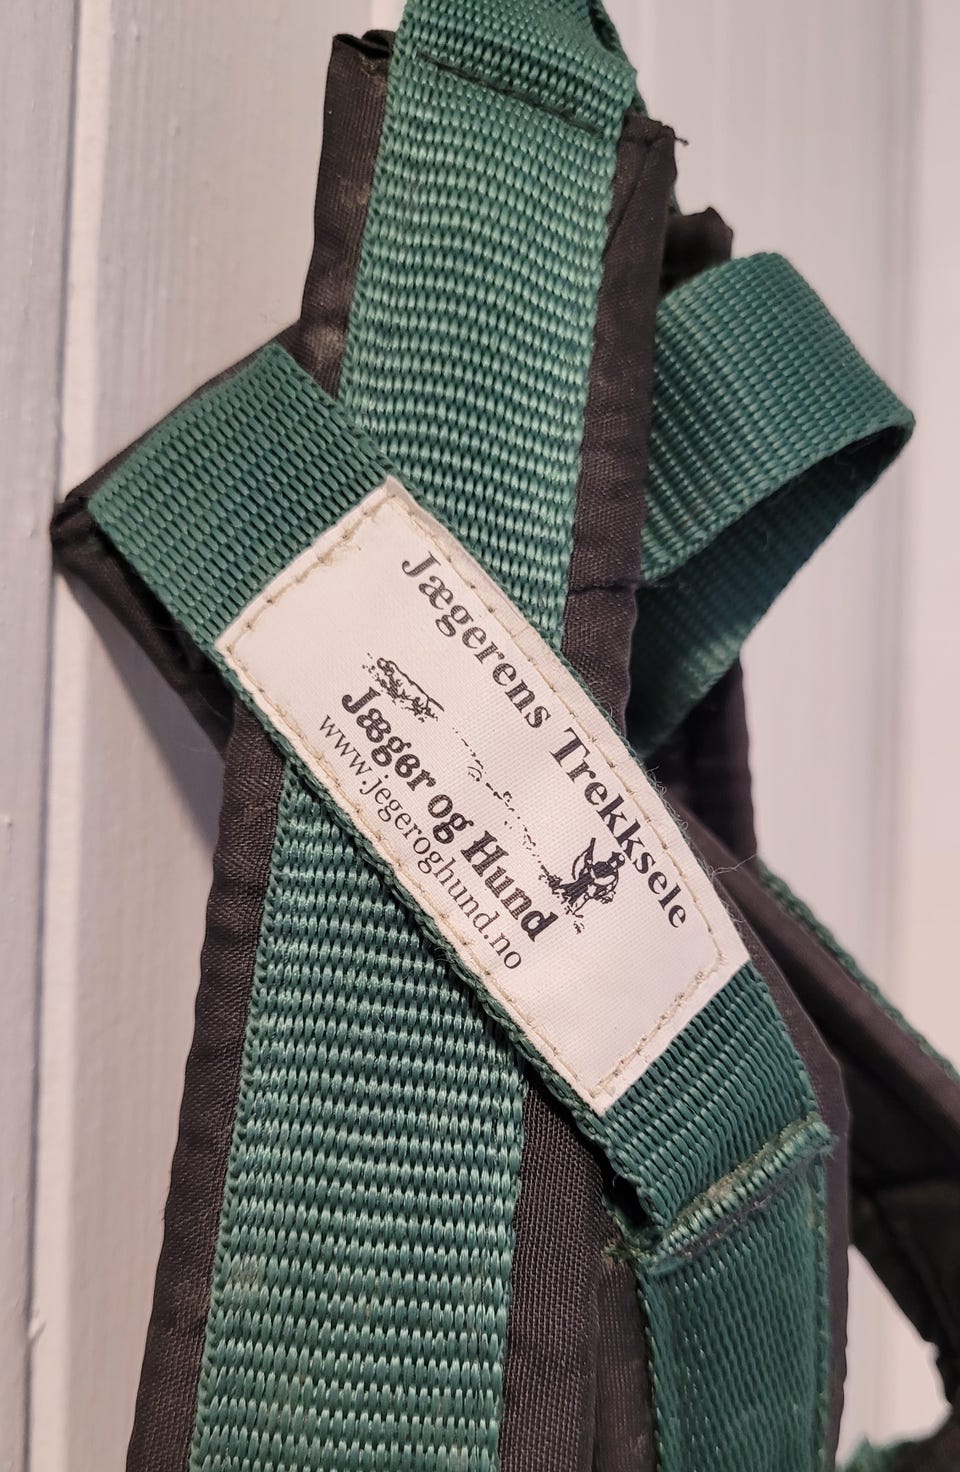 Jægerens Trekksele
Jæger og Hund
www.jegeroghund.no